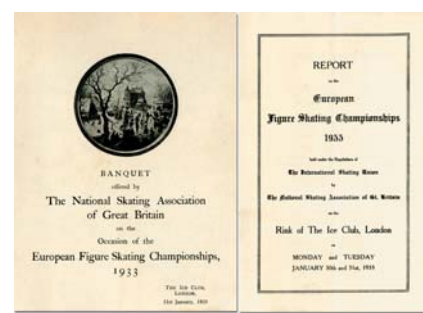 BANQUET
offered by
The National Skating Association
of Great Britain
on the
Occasion of the
European Figure Skating Championships,
1933
THE ICE CLUB,
LONDON,
31st January, 1933
REPORT
on the
European
Figure Skating Championships
1933
held under the Regulations of
The International Skating Union
by
The National Skating Association of Gt. Britain
on the
Rink of The Ice Club, London
on
MONDAY and TUESDAY
JANUARY 30th and 31st, 1933